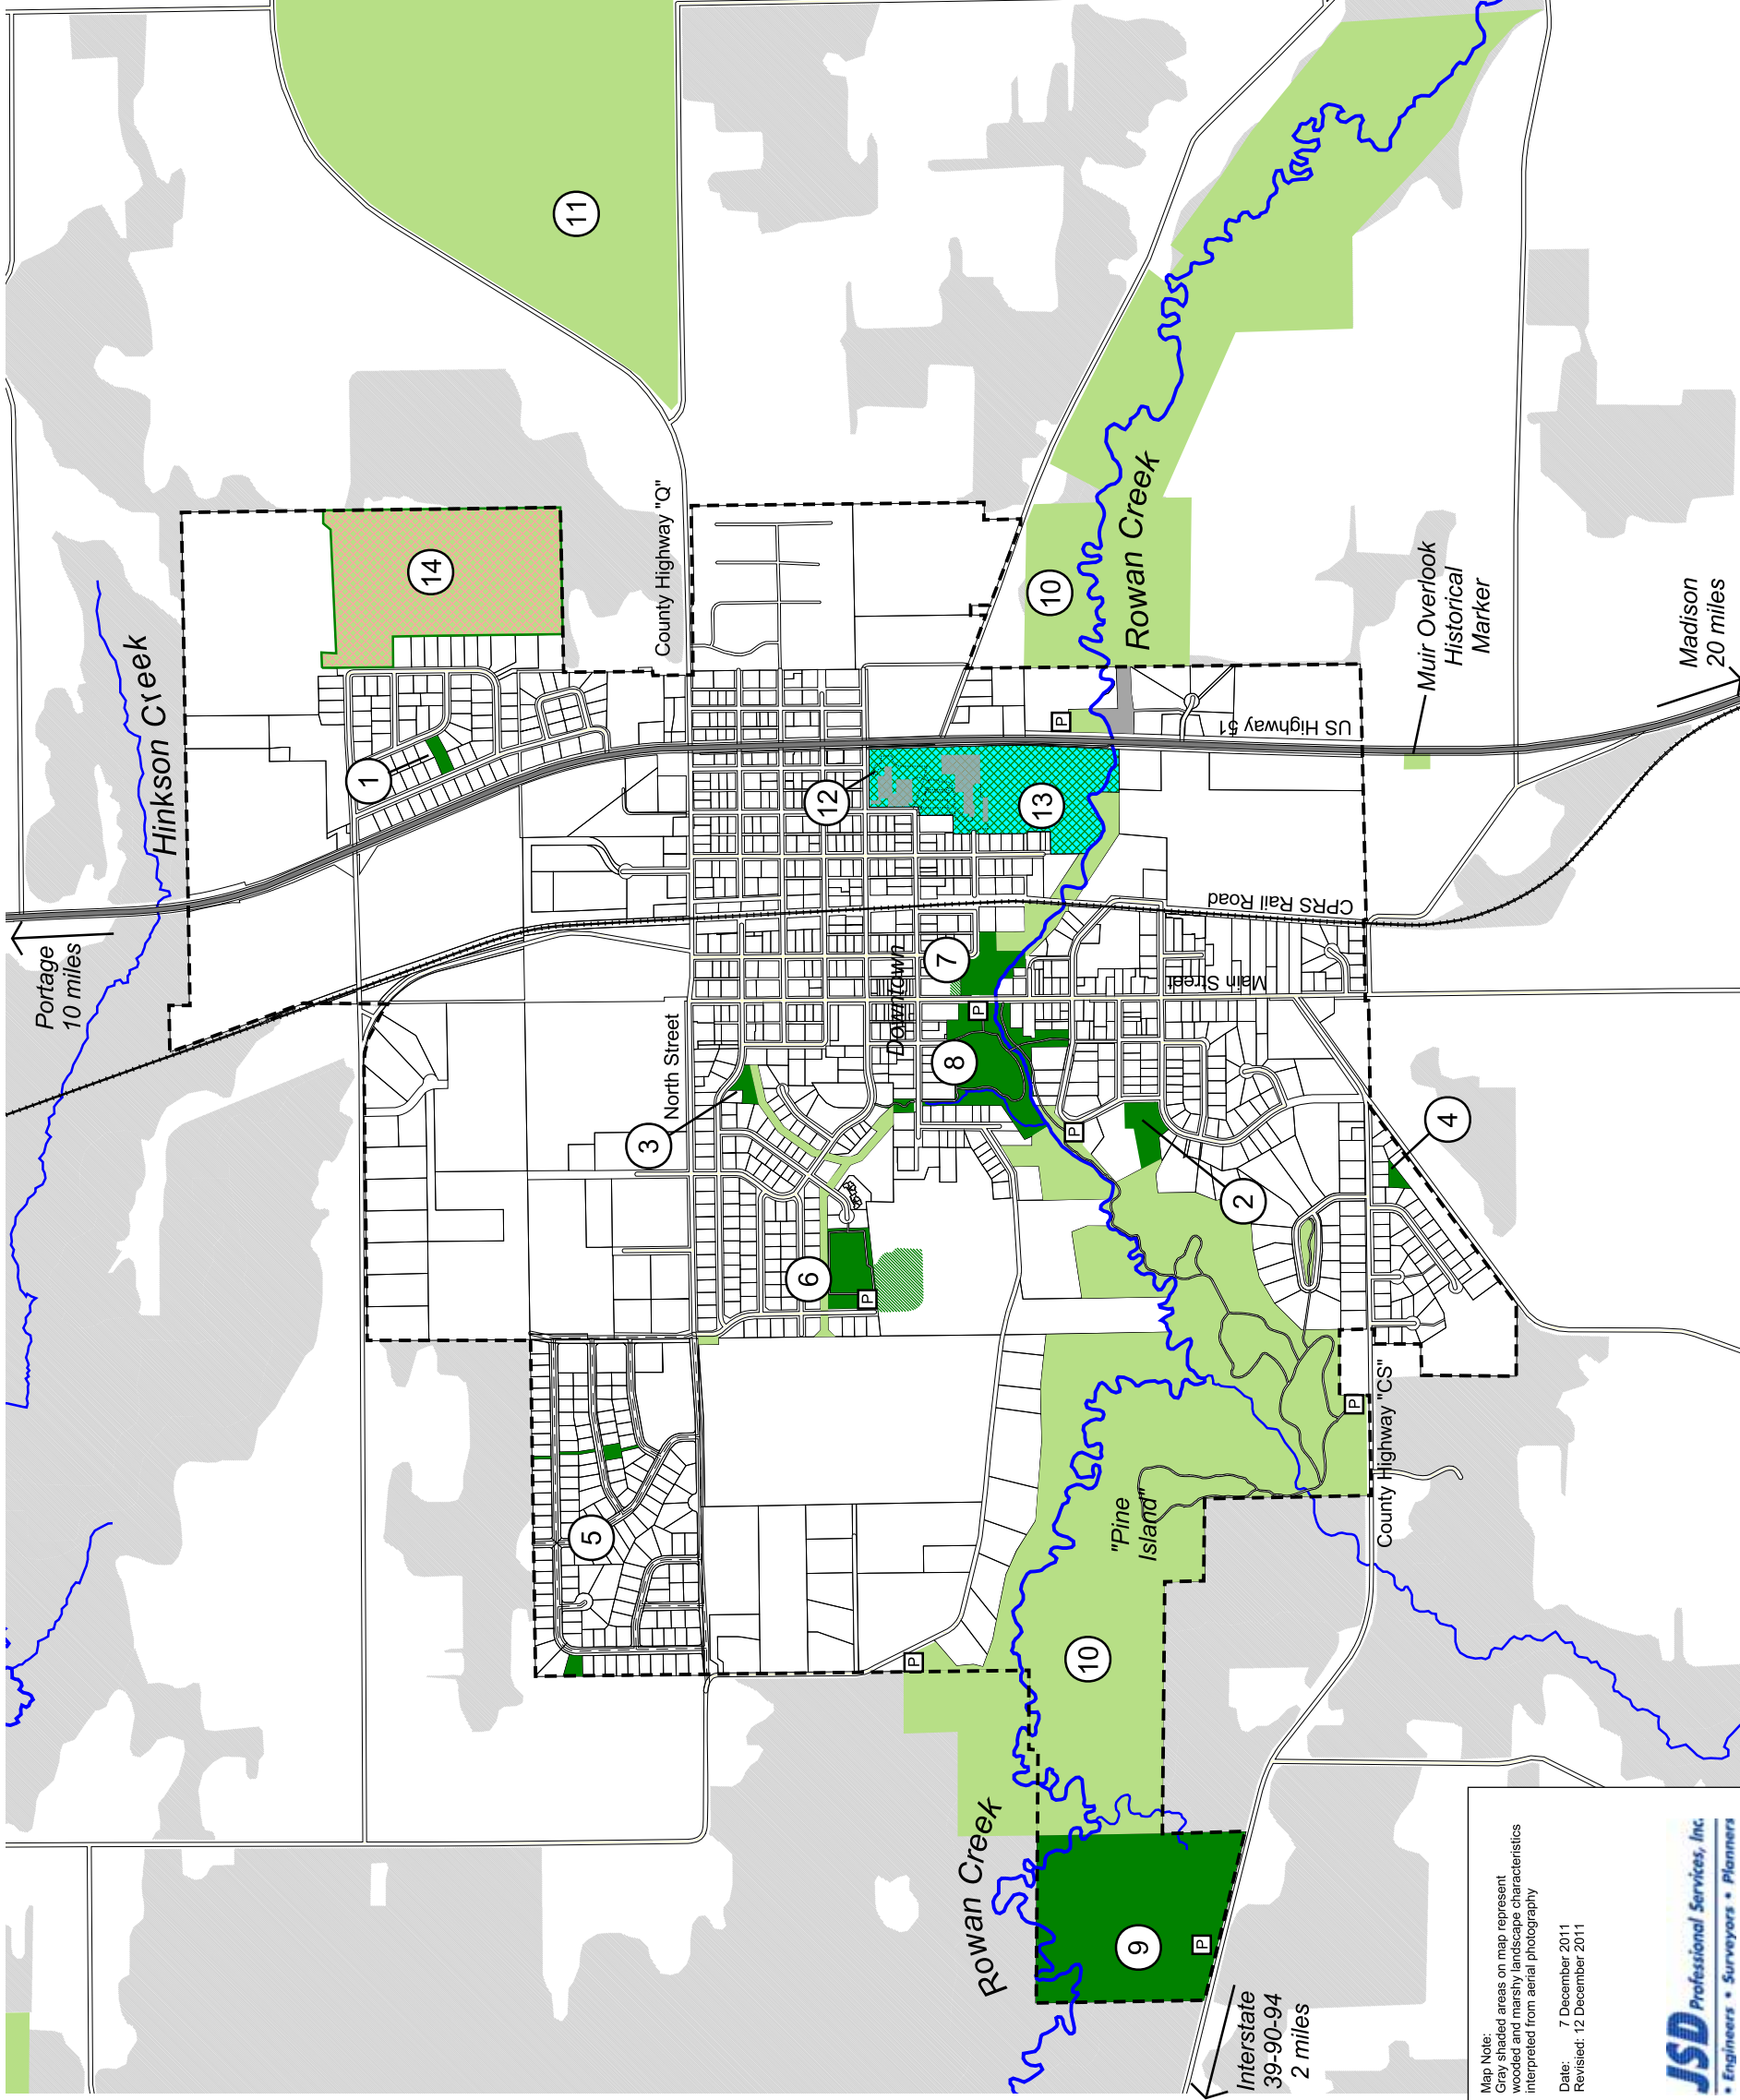 Portage
10 miles
Hinkson Creek
11
14
County Highway "Q"
1
12
13
10
Rowan Creek
US Highway 51
Muir Overlook
Historical
Marker
Madison
20 miles
CPRS Rail Road
Downtown
7
Main Street
P
8
North Street
3
P
2
4
6
P
5
"Pine
Island"
P
County Highway "CS"
P
10
P
Rowan Creek
9
P
Interstate
39-90-94
2 miles
Map Note:
Gray shaded areas on map represent
wooded and marshy landscape characteristics
interpreted from aerial photography
Date: 7 December 2011
Revisied: 12 December 2011
JSD Professional Services, Inc.
• Engineers • Surveyors • Planners